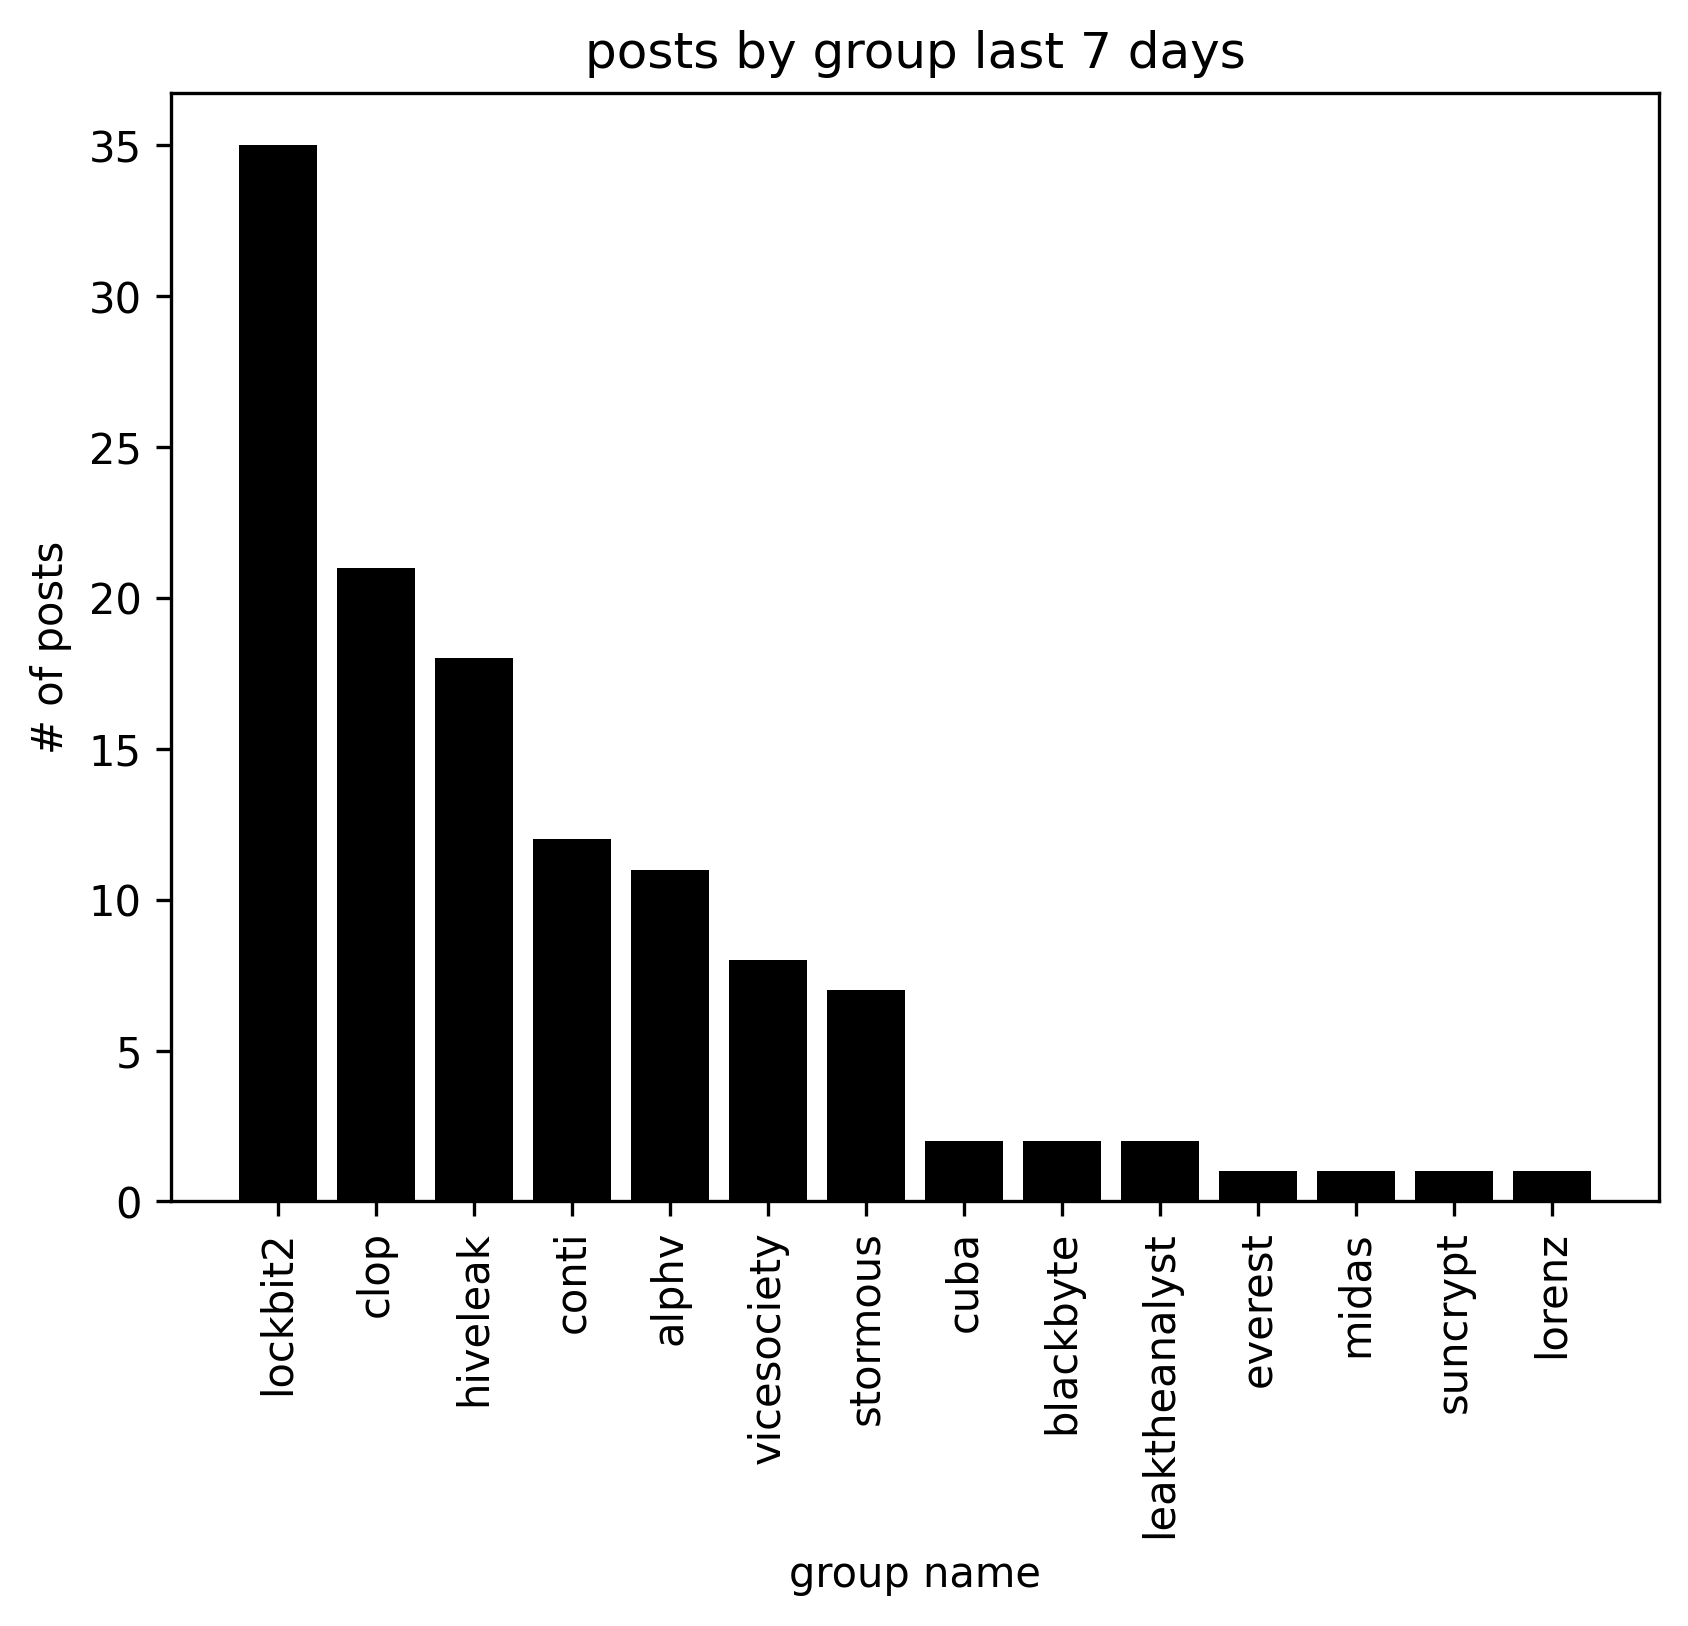 posts by group last 7 days
# of posts
35
30
25
20
15
10
5
0
lockbit2
clop
hiveleak
conti
alphv
vicesociety
stormous
cuba
blackbyte
leaktheanalyst
everest
midas
suncrypt
lorenz
group name